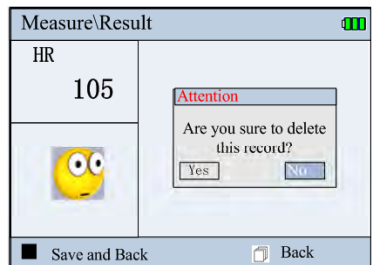 Measure\Result
HR
105
Attention
Are you sure to delete
this record?
Yes No
Save and Back Back